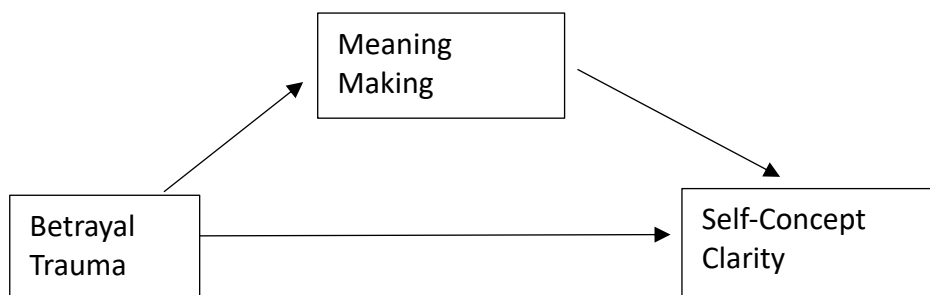 Meaning
Making
Betrayal
Trauma
Self-Concept
Clarity